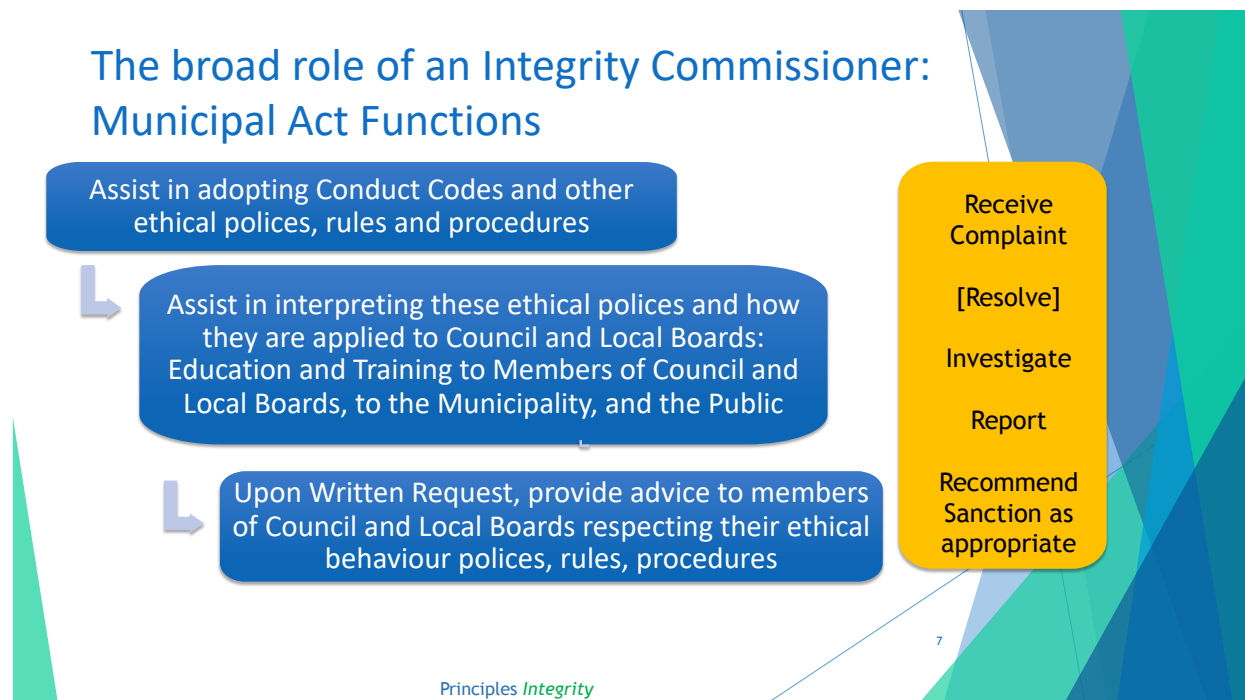 The broad role of an Integrity Commissioner:
Municipal Act Functions
Assist in adopting Conduct Codes and other
ethical polices, rules and procedures
Assist in interpreting these ethical polices and how
they are applied to Council and Local Boards:
Education and Training to Members of Council and
Local Boards, to the Municipality, and the Public
Upon Written Request, provide advice to members
of Council and Local Boards respecting their ethical
behaviour polices, rules, procedures
Receive
Complaint
[Resolve]
Investigate
Report
Recommend
Sanction as
appropriate
7
Principles Integrity